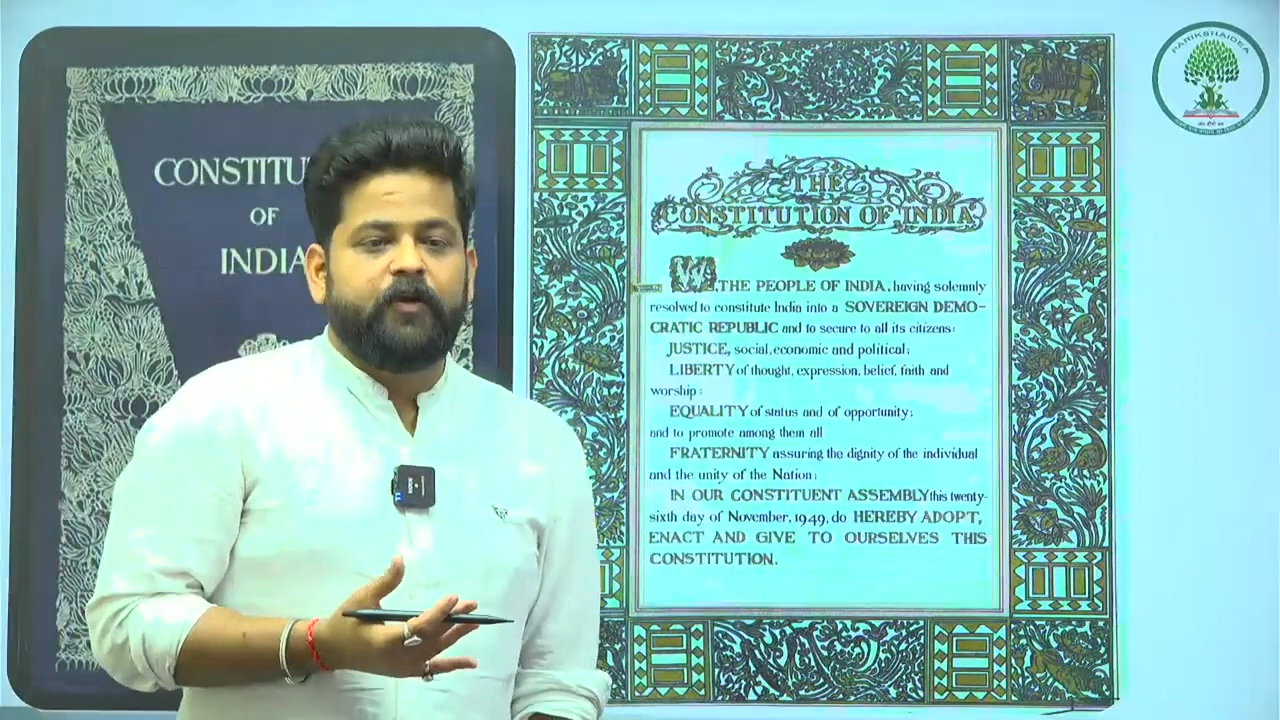 CONSTITU
OF
INDIA
THE
CONSTITUTION OF INDIA
WE, THE PEOPLE OF INDIA, having solemnly
resolved to constitute India into a SOVEREIGN DEMO-
CRATIC REPUBLIC and to secure to all its citizens:
JUSTICE, social, economic and political;
LIBERTY of thought, expression, belief, faith and
worship;
EQUALITY of status and of opportunity;
and to promote among them all
FRATERNITY assuring the dignity of the individual
and the unity of the Nation;
IN OUR CONSTITUENT ASSEMBLY this twenty-
sixth day of November, 1949, do HEREBY ADOPT,
ENACT AND GIVE TO OURSELVES THIS
CONSTITUTION.
PARIKSHAIDEA